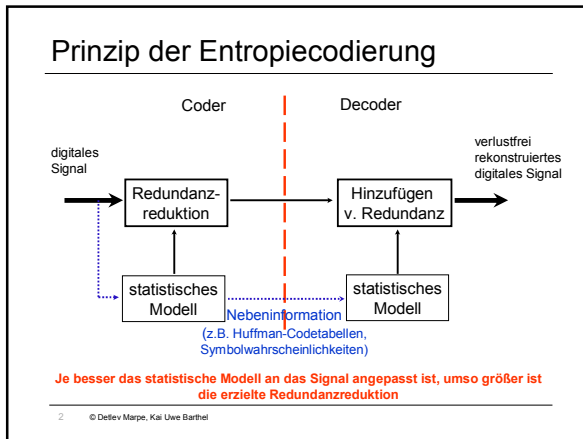 Prinzip der Entropiecodierung
Coder
Decoder
digitales
Signal
Redundanz-
reduktion
Hinzufügen
v. Redundanz
verlustfrei
rekonstruiertes
digitales Signal
statistisches
Modell
statistisches
Modell
Nebeninformation
(z.B. Huffman-Codetabellen,
Symbolwahrscheinlichkeiten)
Je besser das statistische Modell an das Signal angepasst ist, umso größer ist
die erzielte Redundanzreduktion
2 © Detlev Marpe, Kai Uwe Barthel